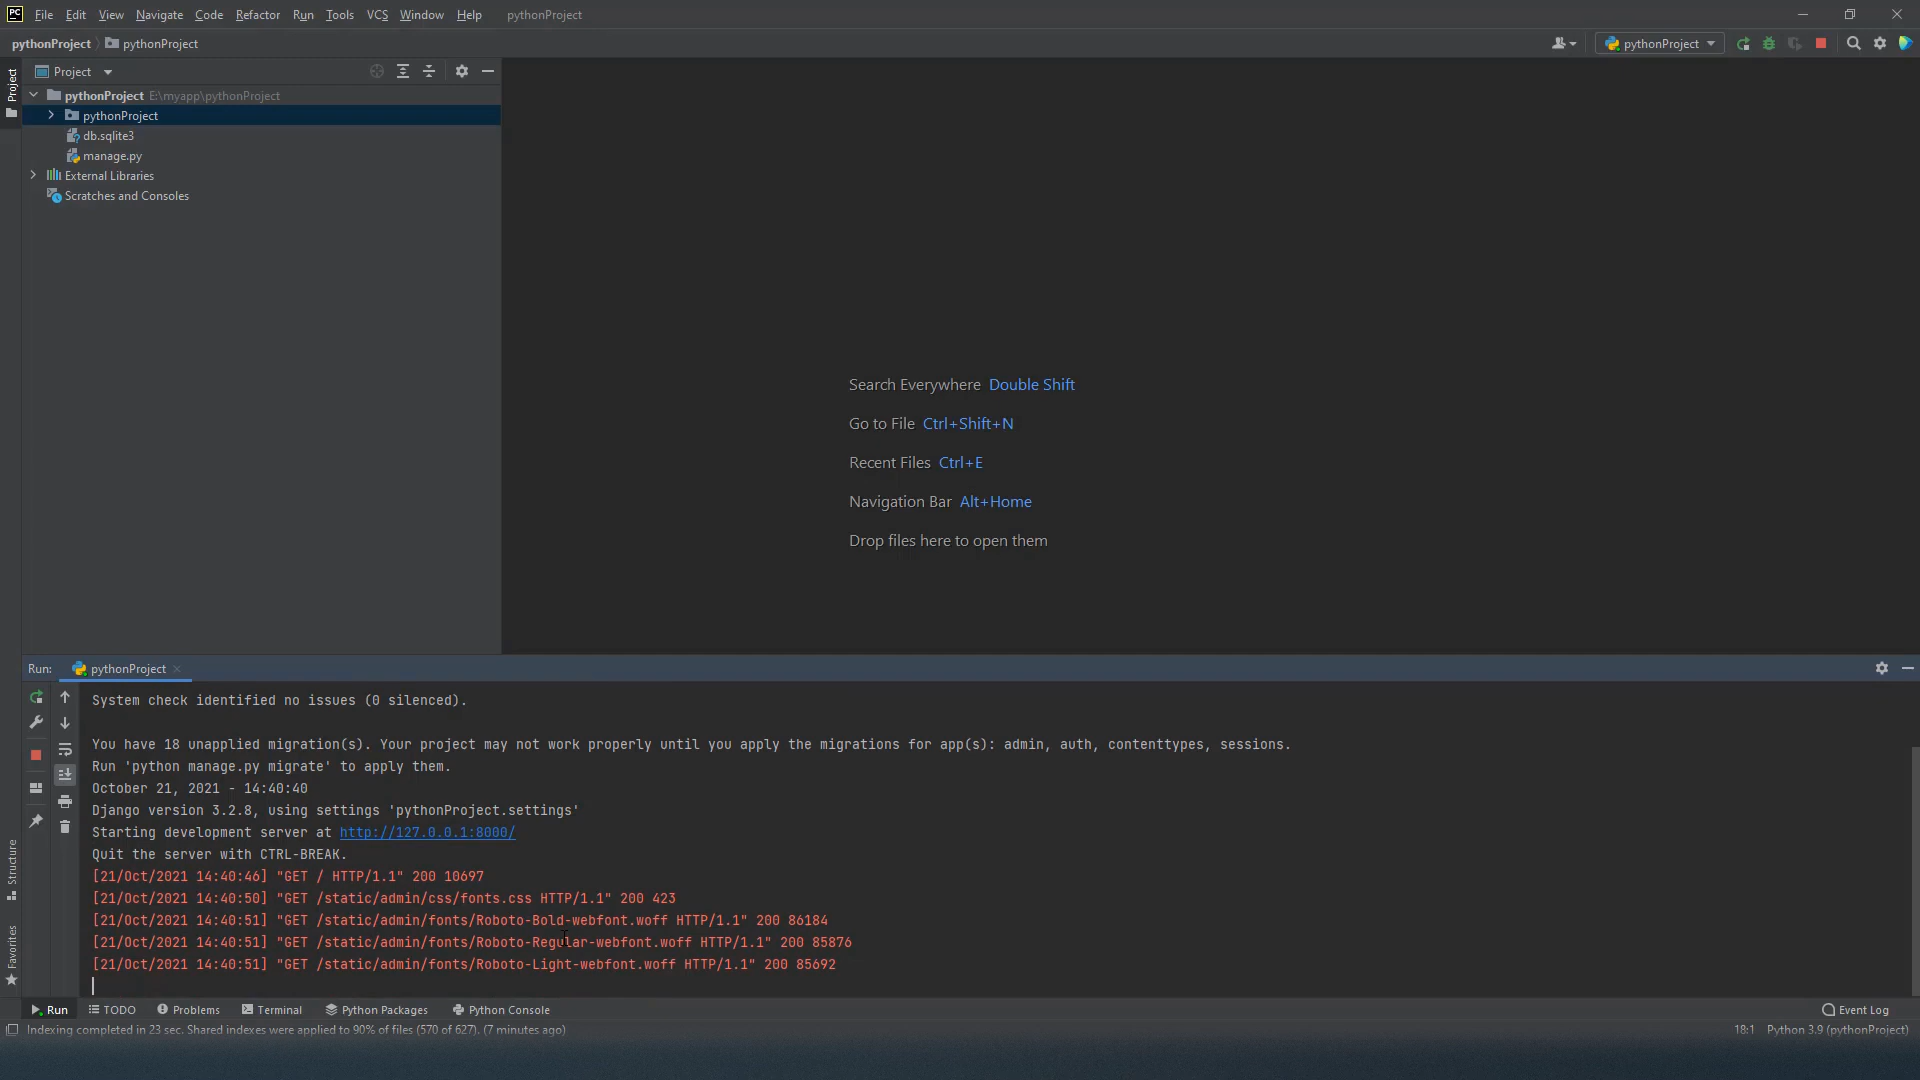 PC File Edit View Navigate Code Refactor Run Tools VCS Window Help pythonProject
pythonProject pythonProject pythonProject
Project
Project
pythonProject E:\myapp\pythonProject
pythonProject
db.sqlite3
manage.py
External Libraries
Scratches and Consoles
Search Everywhere Double Shift
Go to File Ctrl+Shift+N
Recent Files Ctrl+E
Navigation Bar Alt+Home
Drop files here to open them
Run: pythonProject
System check identified no issues (0 silenced).
You have 18 unapplied migration(s). Your project may not work properly until you apply the migrations for app(s): admin, auth, contenttypes, sessions.
Run 'python manage.py migrate' to apply them.
October 21, 2021 - 14:40:40
Django version 3.2.8, using settings 'pythonProject.settings'
Starting development server at http://127.0.0.1:8000/
Quit the server with CTRL-BREAK.
[21/Oct/2021 14:40:46] "GET / HTTP/1.1" 200 10697
[21/Oct/2021 14:40:50] "GET /static/admin/css/fonts.css HTTP/1.1" 200 423
[21/Oct/2021 14:40:51] "GET /static/admin/fonts/Roboto-Bold-webfont.woff HTTP/1.1" 200 86184
[21/Oct/2021 14:40:51] "GET /static/admin/fonts/Roboto-Regular-webfont.woff HTTP/1.1" 200 85876
[21/Oct/2021 14:40:51] "GET /static/admin/fonts/Roboto-Light-webfont.woff HTTP/1.1" 200 85692
Structure
Favorites
Run TODO Problems Terminal Python Packages Python Console Event Log
Indexing completed in 23 sec. Shared indexes were applied to 90% of files (570 of 627). (7 minutes ago) 18:1 Python 3.9 (pythonProject)